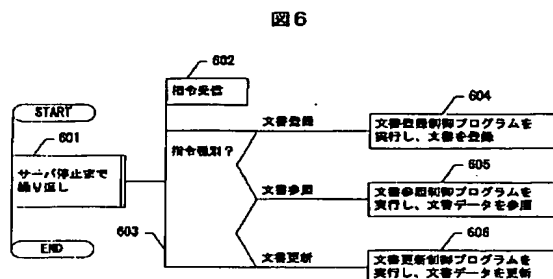 図6
602
指令受信
START
601
サーバ停止まで
繰り返し
END
603
指令種別?
文書登録
604
文書登録制御プログラムを
実行し、文書を登録
文書参照
605
文書参照制御プログラムを
実行し、文書データを参照
文書更新
606
文書更新制御プログラムを
実行し、文書データを更新